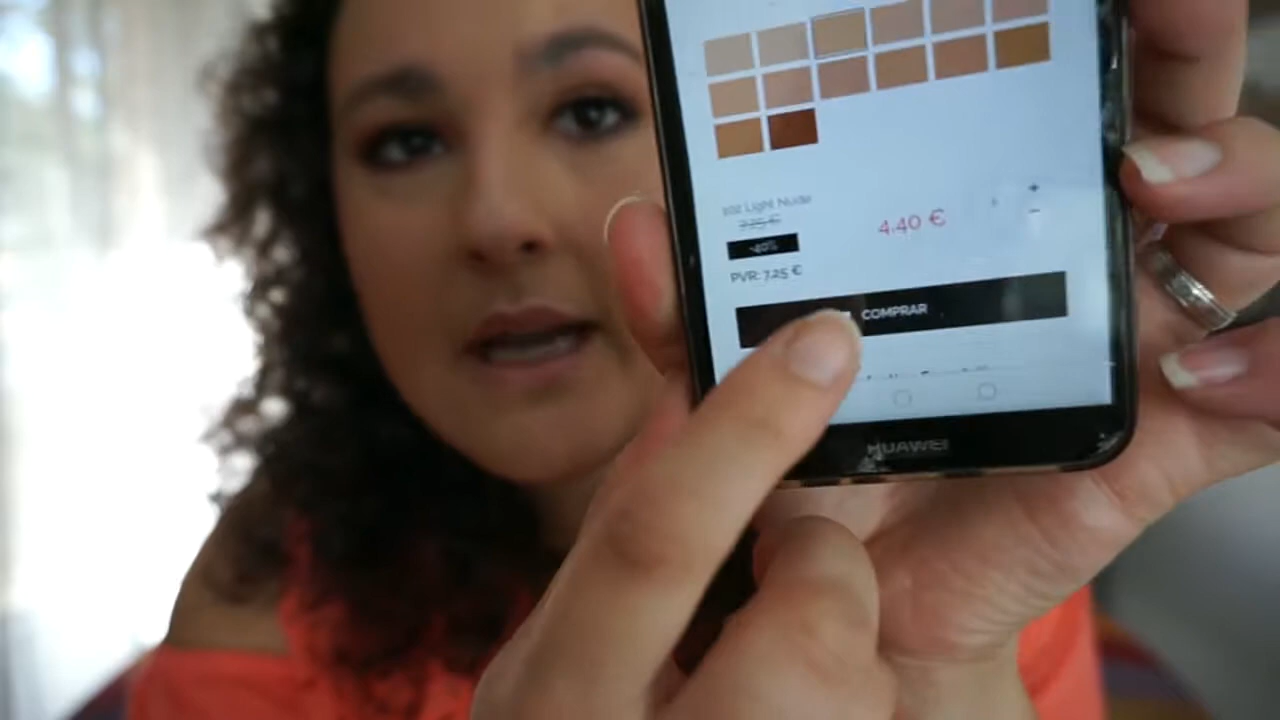 102 Light Nude
7.25 €
4.40 €
-40%
PVR: 7.25 €
COMPRAR
HUAWEI